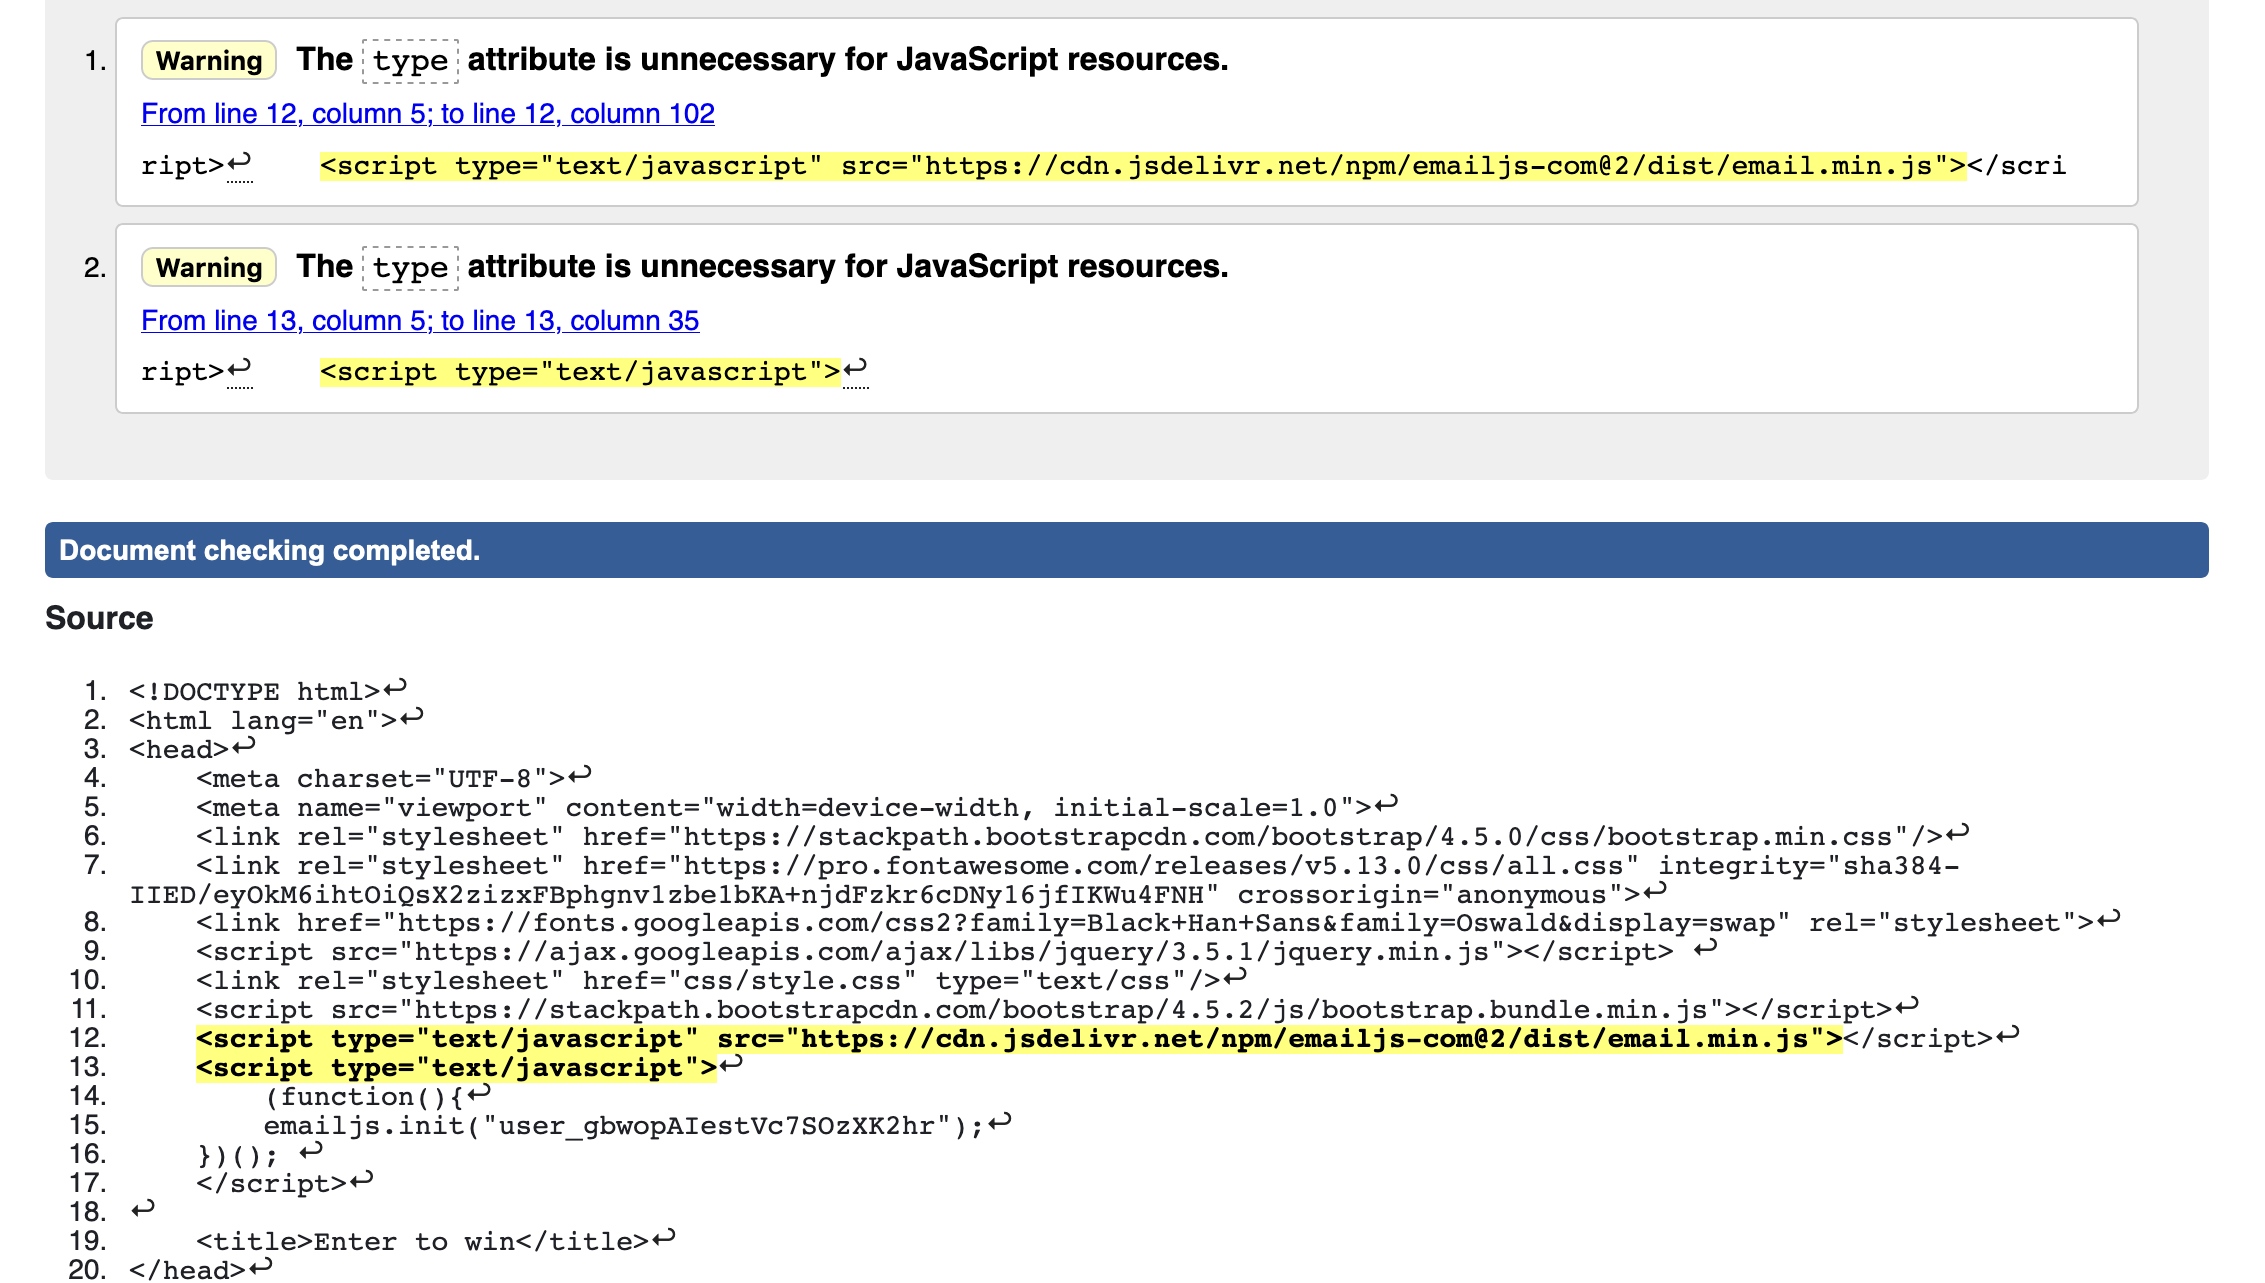 1. Warning The type attribute is unnecessary for JavaScript resources.
From line 12, column 5; to line 12, column 102
ript>↩    <script type="text/javascript" src="https://cdn.jsdelivr.net/npm/emailjs-com@2/dist/email.min.js"></scri
2. Warning The type attribute is unnecessary for JavaScript resources.
From line 13, column 5; to line 13, column 35
ript>↩    <script type="text/javascript">↩
Document checking completed.
Source
1. <!DOCTYPE html>↩
2. <html lang="en">↩
3. <head>↩
4.     <meta charset="UTF-8">↩
5.     <meta name="viewport" content="width=device-width, initial-scale=1.0">↩
6.     <link rel="stylesheet" href="https://stackpath.bootstrapcdn.com/bootstrap/4.5.0/css/bootstrap.min.css"/>↩
7.     <link rel="stylesheet" href="https://pro.fontawesome.com/releases/v5.13.0/css/all.css" integrity="sha384-
IIED/eyOkM6ihtOiQsX2zizxFBphgnv1zbe1bKA+njdFzkr6cDNy16jfIKWu4FNH" crossorigin="anonymous">↩
8.     <link href="https://fonts.googleapis.com/css2?family=Black+Han+Sans&family=Oswald&display=swap" rel="stylesheet">↩
9.     <script src="https://ajax.googleapis.com/ajax/libs/jquery/3.5.1/jquery.min.js"></script> ↩
10.     <link rel="stylesheet" href="css/style.css" type="text/css"/>↩
11.     <script src="https://stackpath.bootstrapcdn.com/bootstrap/4.5.2/js/bootstrap.bundle.min.js"></script>↩
12.     <script type="text/javascript" src="https://cdn.jsdelivr.net/npm/emailjs-com@2/dist/email.min.js"></script>↩
13.     <script type="text/javascript">↩
14.         (function(){↩
15.         emailjs.init("user_gbwopAIestVc7SOzXK2hr");↩
16.     })(); ↩
17.     </script>↩
18. ↩
19.     <title>Enter to win</title>↩
20. </head>↩